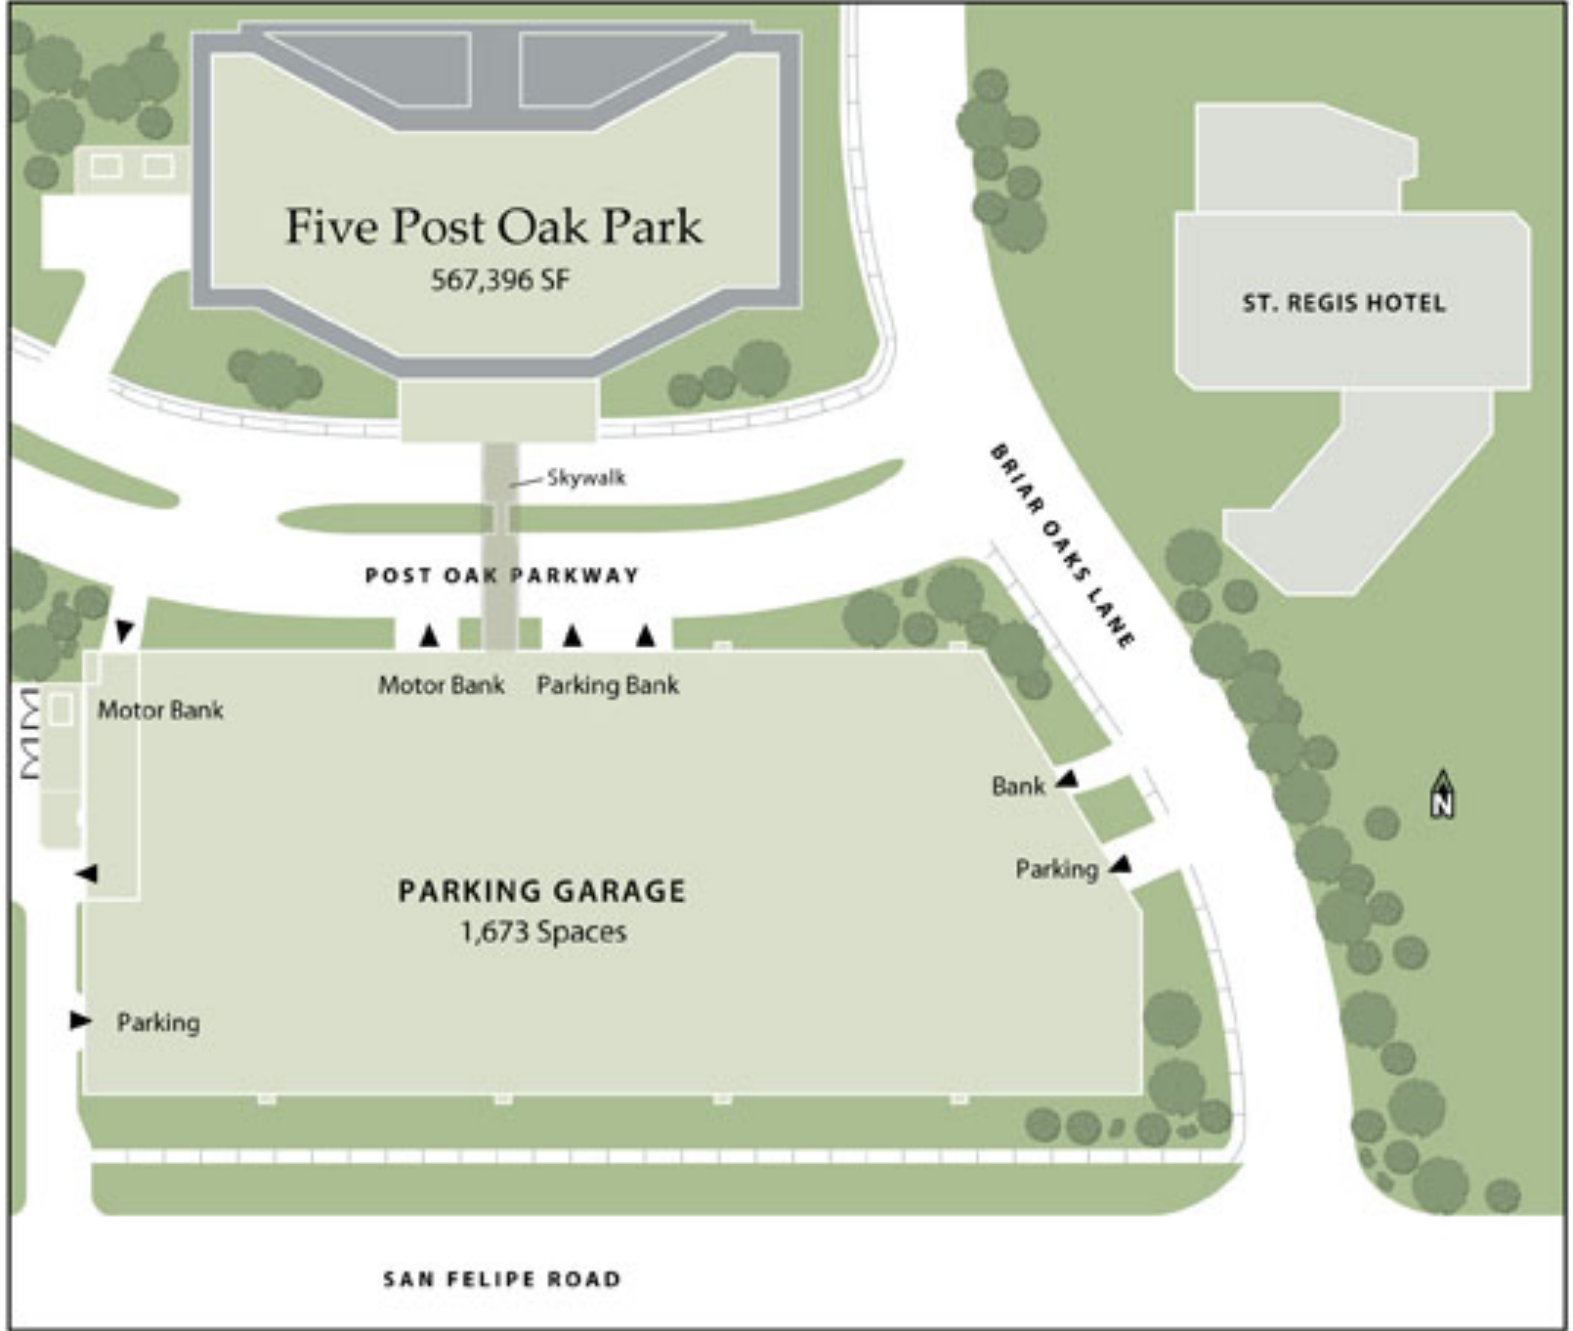 Five Post Oak Park
567,396 SF
ST. REGIS HOTEL
Skywalk
BRIAR OAKS LANE
POST OAK PARKWAY
Motor Bank
Parking Bank
Motor Bank
Bank
N
Parking
PARKING GARAGE
1,673 Spaces
Parking
SAN FELIPE ROAD